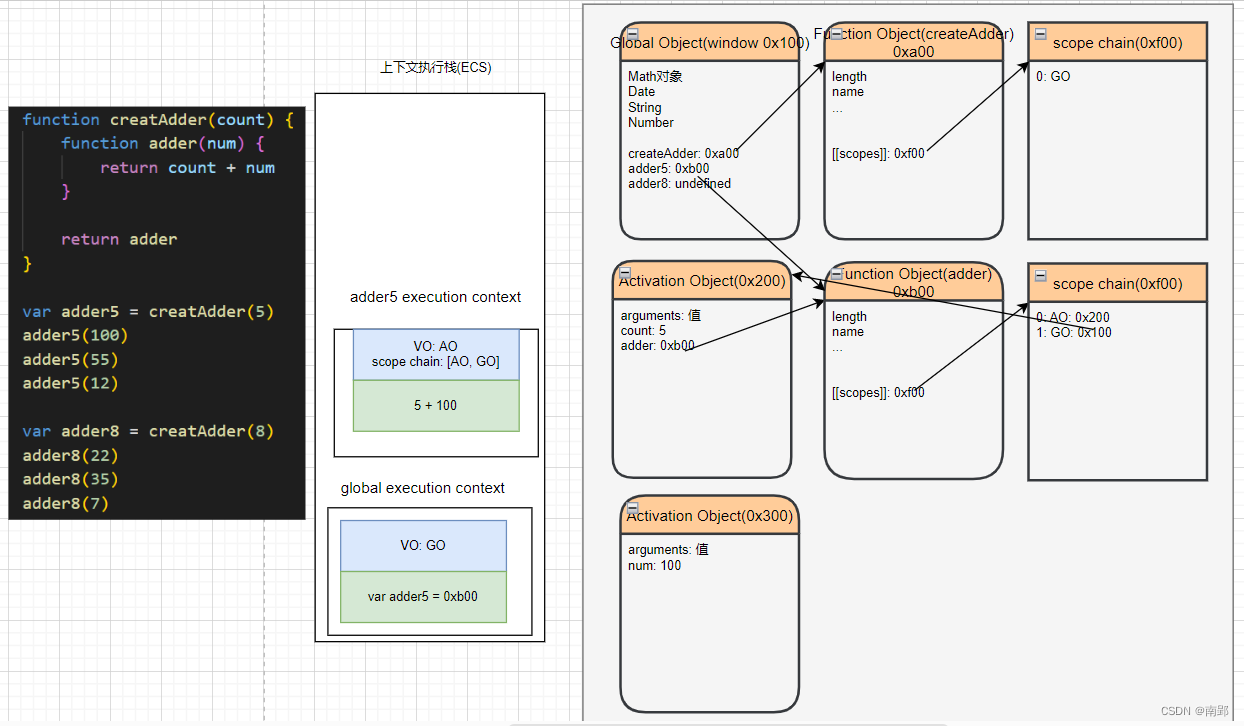 function creatAdder(count) {
function adder(num) {
return count + num
}
return adder
}
var adder5 = creatAdder(5)
adder5(100)
adder5(55)
adder5(12)
var adder8 = creatAdder(8)
adder8(22)
adder8(35)
adder8(7)
上下文执行栈(ECS)
adder5 execution context
VO: AO
scope chain: [AO, GO]
5 + 100
global execution context
VO: GO
var adder5 = 0xb00
Global Object(window 0x100)
Math对象
Date
String
Number
createAdder: 0xa00
adder5: 0xb00
adder8: undefined
Function Object(createAdder)
0xa00
length
name
...
[[scopes]]: 0xf00
scope chain(0xf00)
0: GO
Activation Object(0x200)
arguments: 值
count: 5
adder: 0xb00
Function Object(adder)
0xb00
length
name
...
[[scopes]]: 0xf00
scope chain(0xf00)
0: AO: 0x200
1: GO: 0x100
Activation Object(0x300)
arguments: 值
num: 100
CSDN @南郢